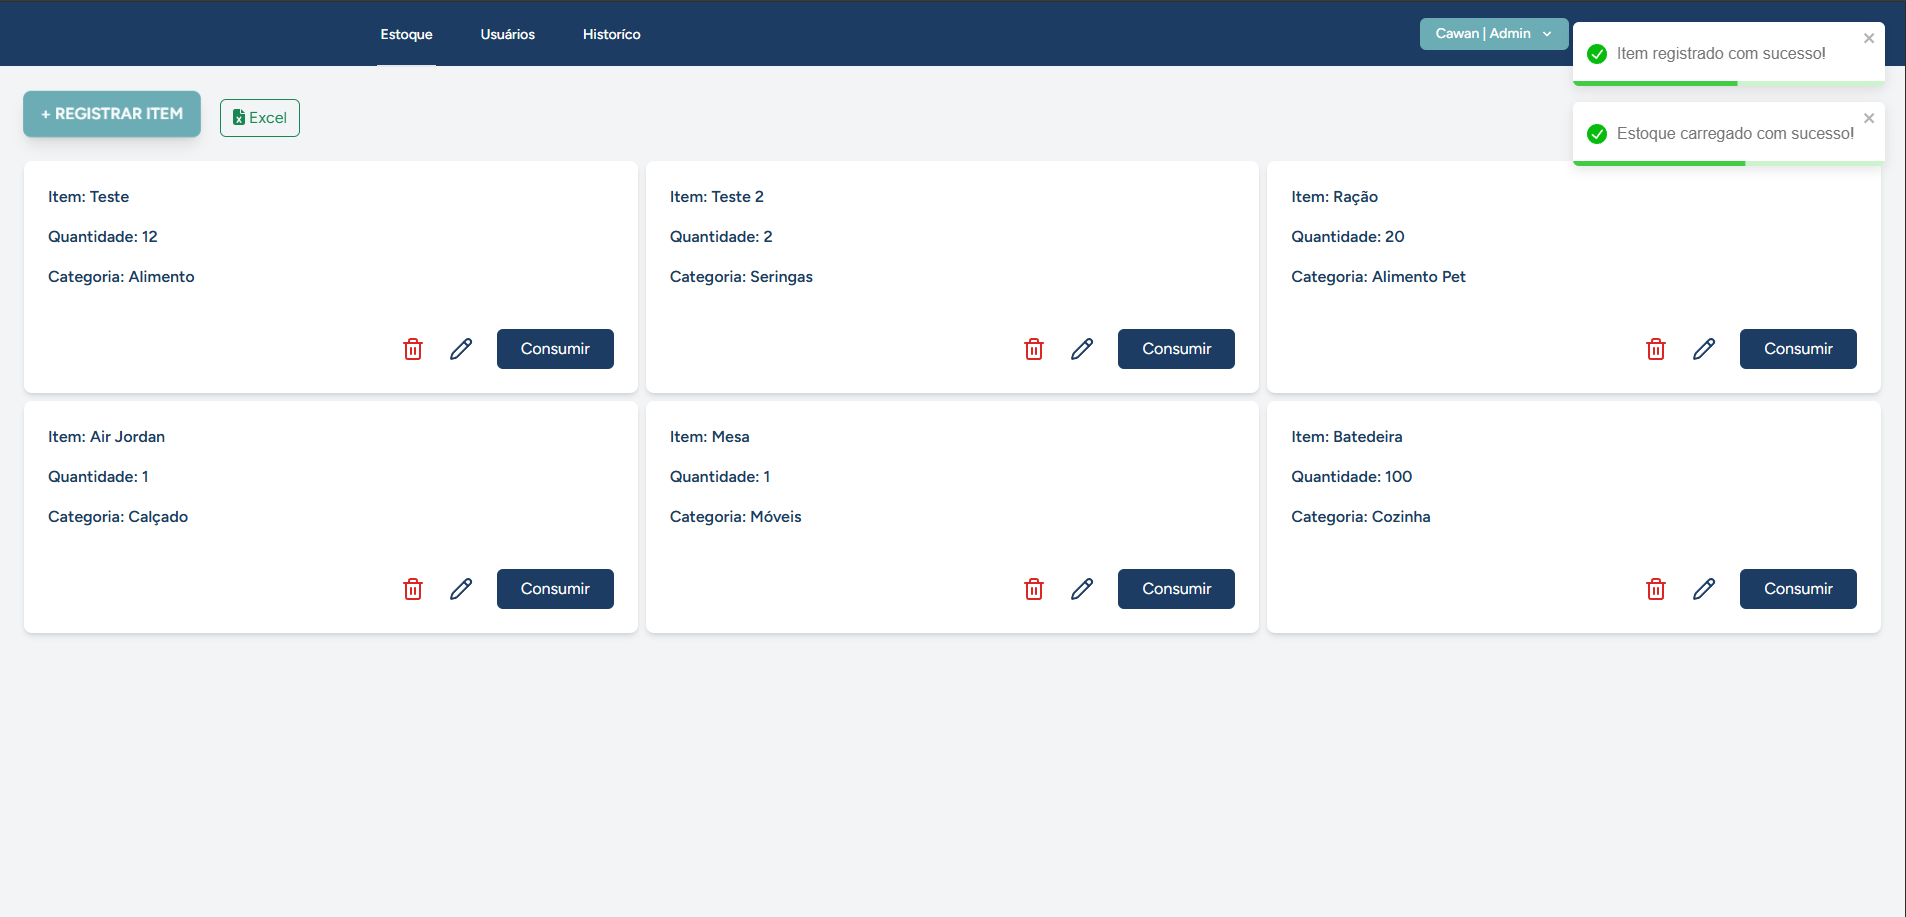 Estoque Usuários Historíco
Cawan | Admin
Item registrado com sucesso!
Estoque carregado com sucesso!
+ REGISTRAR ITEM
Excel
Item: Teste
Quantidade: 12
Categoria: Alimento
Consumir
Item: Teste 2
Quantidade: 2
Categoria: Seringas
Consumir
Item: Ração
Quantidade: 20
Categoria: Alimento Pet
Consumir
Item: Air Jordan
Quantidade: 1
Categoria: Calçado
Consumir
Item: Mesa
Quantidade: 1
Categoria: Móveis
Consumir
Item: Batedeira
Quantidade: 100
Categoria: Cozinha
Consumir